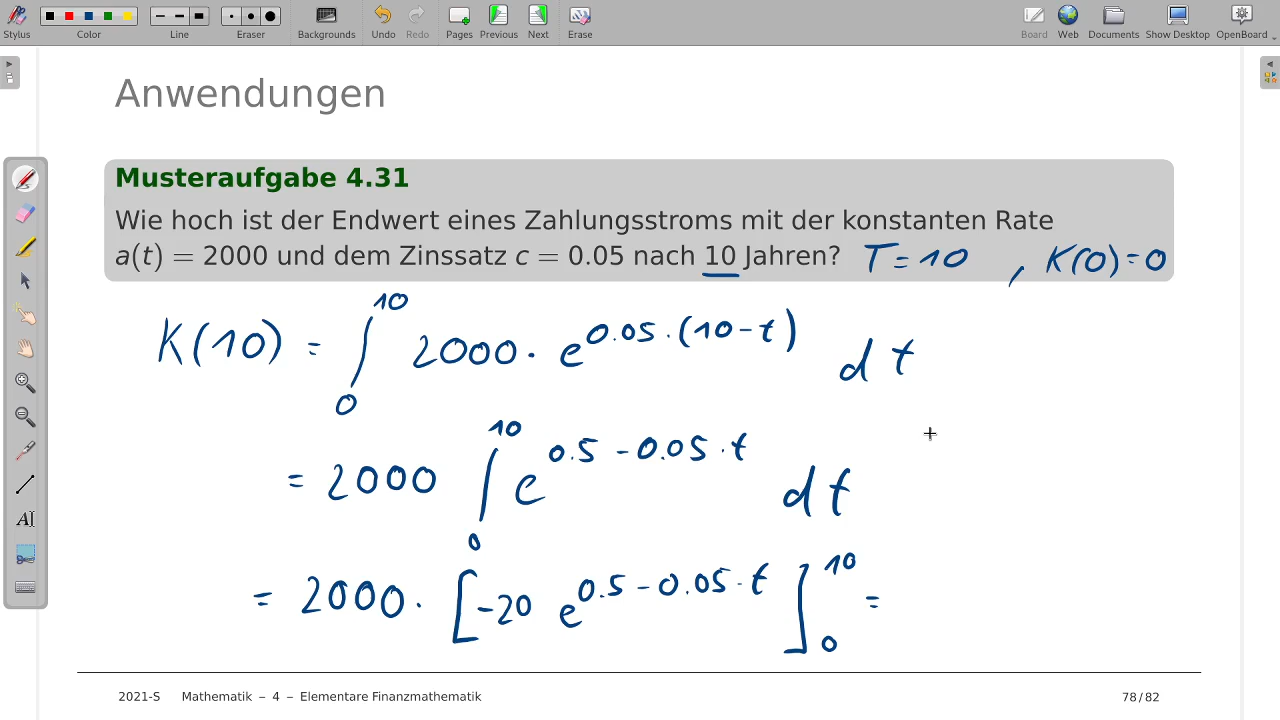 Stylus Color Line Eraser Backgrounds Undo Redo Pages Previous Next Erase Board Web Documents Show Desktop OpenBoard
Anwendungen
Musteraufgabe 4.31
Wie hoch ist der Endwert eines Zahlungsstroms mit der konstanten Rate
a(t) = 2000 und dem Zinssatz c = 0.05 nach 10 Jahren? T = 10 , K(0) = 0
K(10) = ∫₀¹⁰ 2000 · e^(0.05 · (10 - t)) dt
= 2000 ∫₀¹⁰ e^(0.5 - 0.05 · t) dt
= 2000 · [-20 e^(0.5 - 0.05 · t)]₀¹⁰ =
2021-S Mathematik – 4 – Elementare Finanzmathematik 78/82